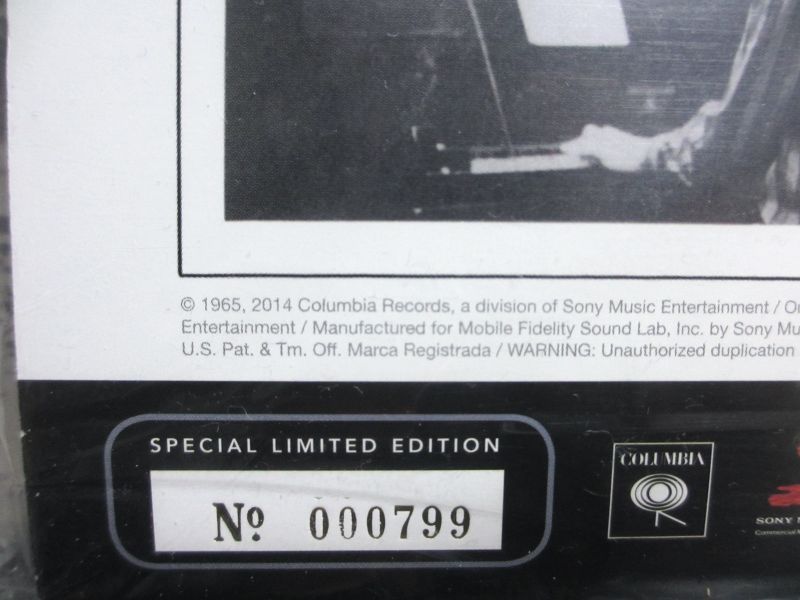 © 1965, 2014 Columbia Records, a division of Sony Music Entertainment /
Entertainment / Manufactured for Mobile Fidelity Sound Lab, Inc. by Sony
U.S. Pat. & Tm. Off. Marca Registrada / WARNING: Unauthorized duplication
SPECIAL LIMITED EDITION
Nº 000799
COLUMBIA
SONY